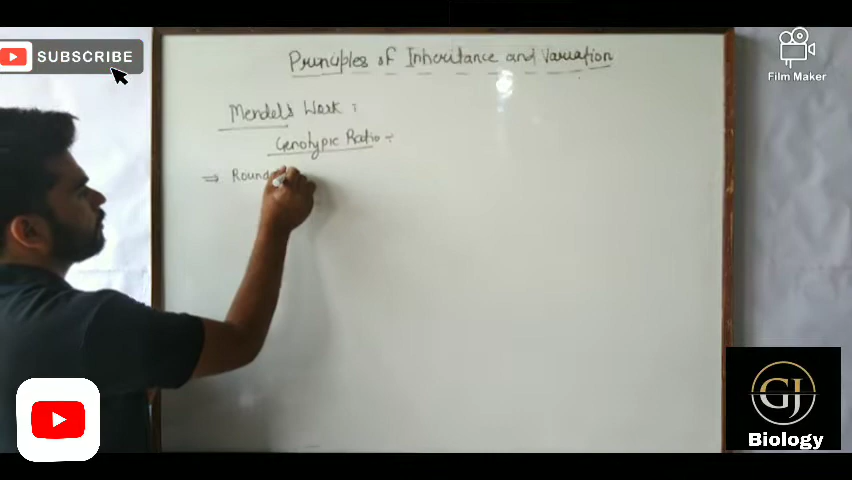 SUBSCRIBE
Principles of Inheritance and Variation
Film Maker
Mendel's Work :
Genotypic Ratio ÷
⇒ Round
GJ
Biology